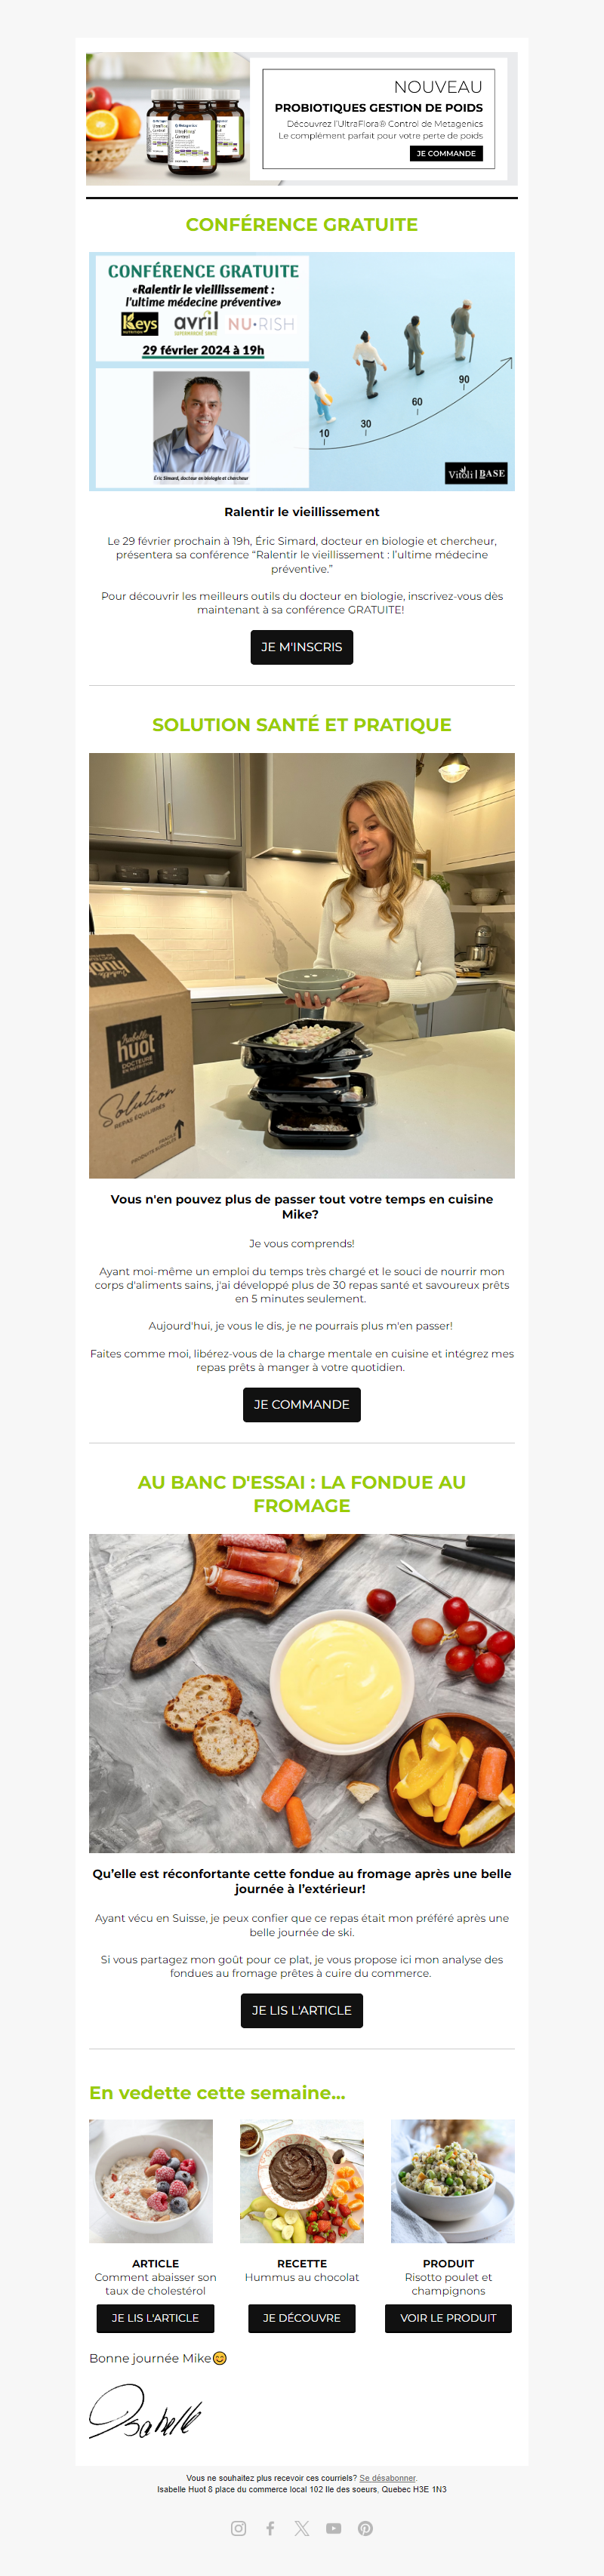 NOUVEAU
PROBIOTIQUES GESTION DE POIDS
Découvrez l'UltraFlora® Control de Metagenics
Le complément parfait pour votre perte de poids
JE COMMANDE
Metagenics
UltraFlora
Control
CONFÉRENCE GRATUITE
CONFÉRENCE GRATUITE
«Ralentir le vieillissement :
l'ultime médecine préventive»
Keys
avril
SUPERMARCHÉ SANTÉ
NU·RISH
29 février 2024 à 19h
Éric Simard, docteur en biologie et chercheur
10
30
60
90
Vitoli | BASE
Ralentir le vieillissement
Le 29 février prochain à 19h, Éric Simard, docteur en biologie et chercheur,
présentera sa conférence “Ralentir le vieillissement : l’ultime médecine
préventive.”
Pour découvrir les meilleurs outils du docteur en biologie, inscrivez-vous dès
maintenant à sa conférence GRATUITE!
JE M'INSCRIS
SOLUTION SANTÉ ET PRATIQUE
Isabelle
huot
DOCTEURE
EN NUTRITION
Solution
REPAS ÉQUILIBRÉS
FRAGILE
PRODUITS SURGELÉS
Vous n'en pouvez plus de passer tout votre temps en cuisine
Mike?
Je vous comprends!
Ayant moi-même un emploi du temps très chargé et le souci de nourrir mon
corps d'aliments sains, j'ai développé plus de 30 repas santé et savoureux prêts
en 5 minutes seulement.
Aujourd'hui, je vous le dis, je ne pourrais plus m'en passer!
Faites comme moi, libérez-vous de la charge mentale en cuisine et intégrez mes
repas prêts à manger à votre quotidien.
JE COMMANDE
AU BANC D'ESSAI : LA FONDUE AU
FROMAGE
Qu’elle est réconfortante cette fondue au fromage après une belle
journée à l’extérieur!
Ayant vécu en Suisse, je peux confier que ce repas était mon préféré après une
belle journée de ski.
Si vous partagez mon goût pour ce plat, je vous propose ici mon analyse des
fondues au fromage prêtes à cuire du commerce.
JE LIS L'ARTICLE
En vedette cette semaine...
ARTICLE
Comment abaisser son
taux de cholestérol
JE LIS L'ARTICLE
RECETTE
Hummus au chocolat
JE DÉCOUVRE
PRODUIT
Risotto poulet et
champignons
VOIR LE PRODUIT
Bonne journée Mike😊
Isabelle
Vous ne souhaitez plus recevoir ces courriels? Se désabonner.
Isabelle Huot 8 place du commerce local 102 Ile des soeurs, Quebec H3E 1N3